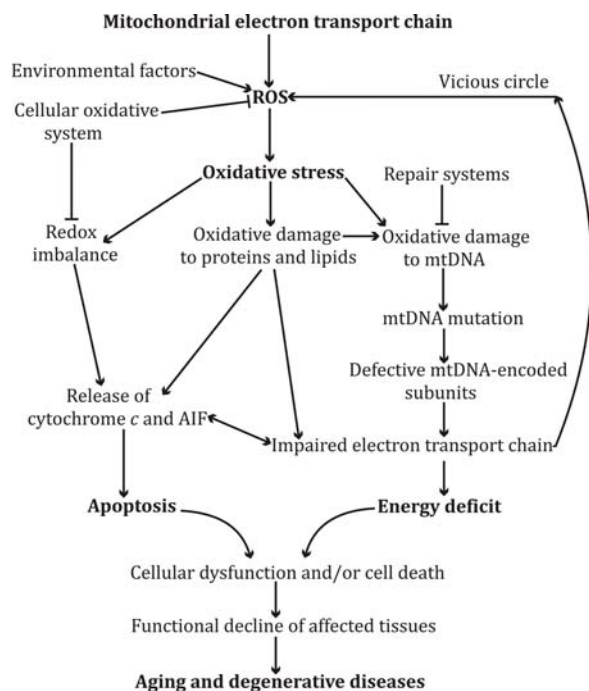 Mitochondrial electron transport chain
Environmental factors
Vicious circle
ROS
Cellular oxidative
system
Oxidative stress
Repair systems
Redox
imbalance
Oxidative damage
to proteins and lipids
Oxidative damage
to mtDNA
mtDNA mutation
Defective mtDNA-encoded
subunits
Release of
cytochrome c and AIF
Impaired electron transport chain
Apoptosis
Energy deficit
Cellular dysfunction and/or cell death
Functional decline of affected tissues
Aging and degenerative diseases